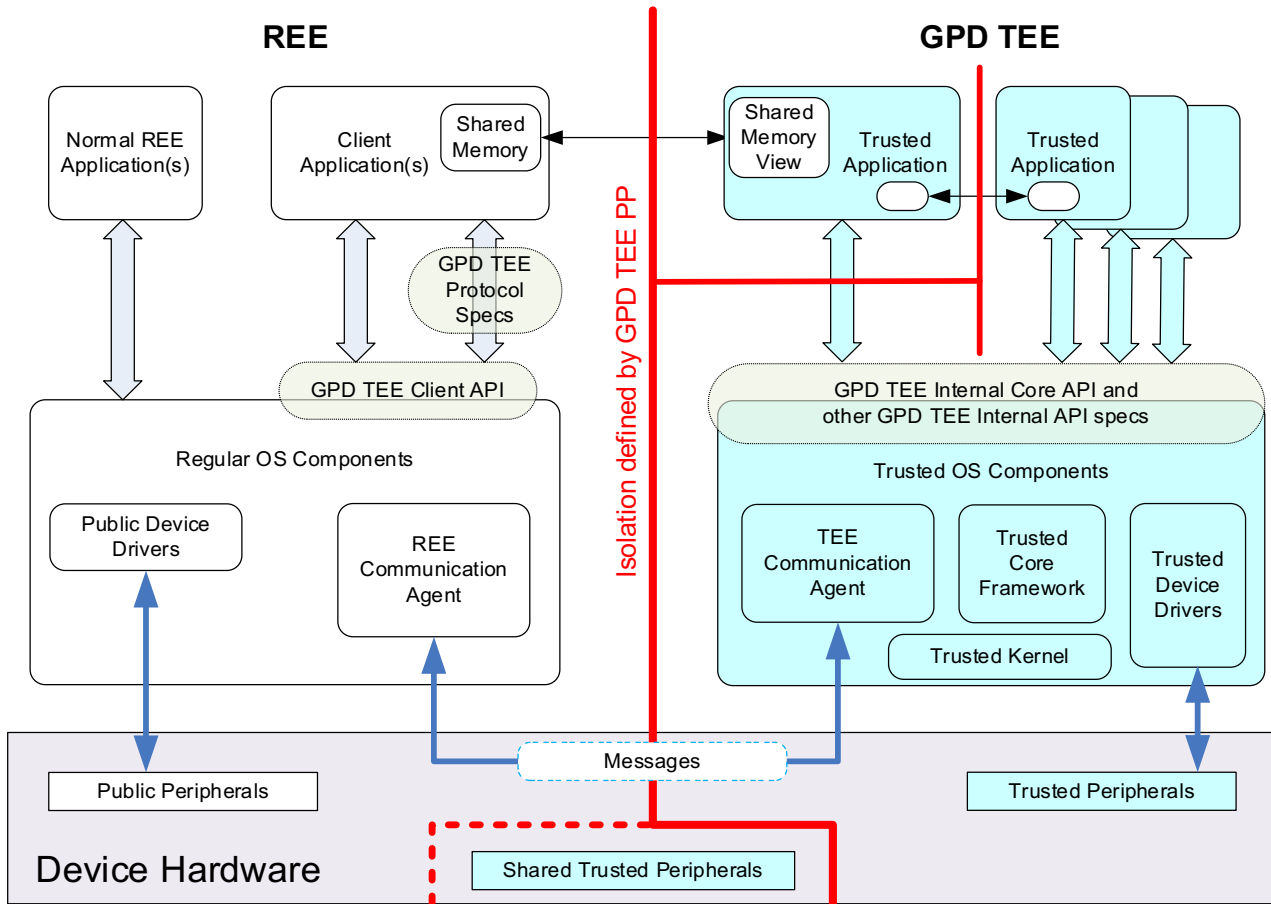 REE
GPD TEE
Normal REE
Application(s)
Client
Application(s)
Shared
Memory
Shared
Memory
View
Trusted
Application
Trusted
Application
GPD TEE
Protocol
Specs
Isolation defined by GPD TEE PP
GPD TEE Client API
GPD TEE Internal Core API and
other GPD TEE Internal API specs
Regular OS Components
Trusted OS Components
Public Device
Drivers
REE
Communication
Agent
TEE
Communication
Agent
Trusted
Core
Framework
Trusted
Device
Drivers
Trusted Kernel
Messages
Public Peripherals
Trusted Peripherals
Device Hardware
Shared Trusted Peripherals